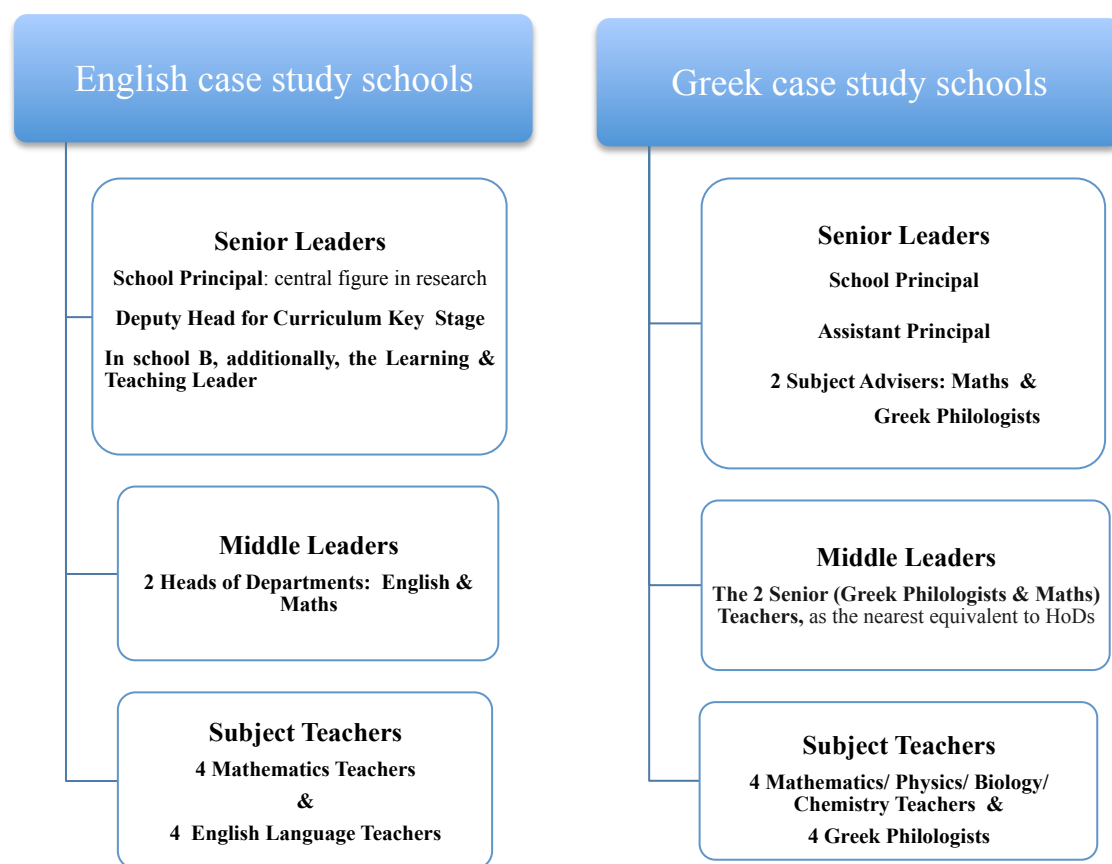 English case study schools
Senior Leaders
School Principal: central figure in research
Deputy Head for Curriculum Key Stage
In school B, additionally, the Learning &
Teaching Leader
Middle Leaders
2 Heads of Departments: English &
Maths
Subject Teachers
4 Mathematics Teachers
&
4 English Language Teachers
Greek case study schools
Senior Leaders
School Principal
Assistant Principal
2 Subject Advisers: Maths &
Greek Philologists
Middle Leaders
The 2 Senior (Greek Philologists & Maths)
Teachers, as the nearest equivalent to HoDs
Subject Teachers
4 Mathematics/ Physics/ Biology/
Chemistry Teachers &
4 Greek Philologists